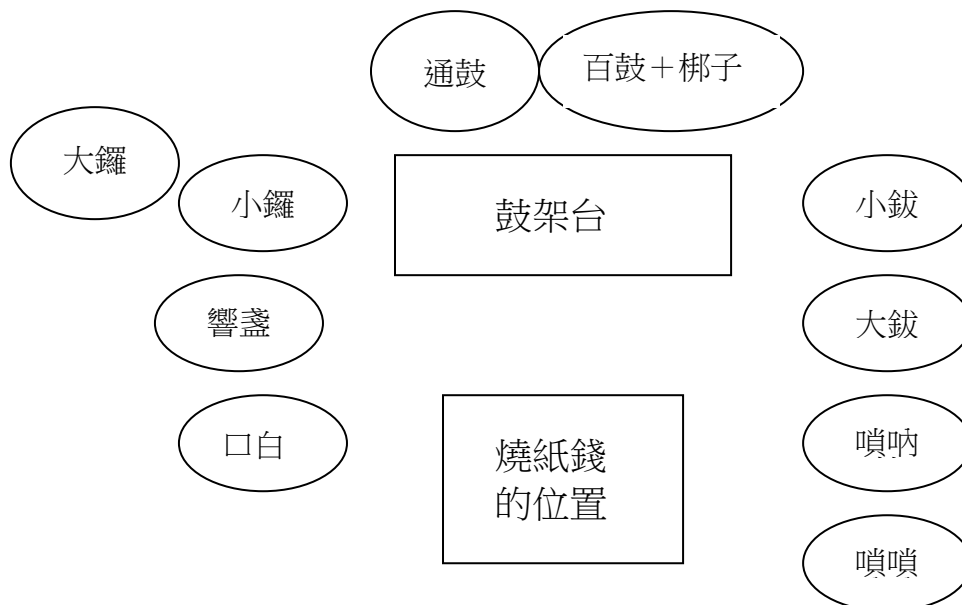 通鼓
百鼓＋梆子
大鑼
小鑼
鼓架台
小鈸
響盞
大鈸
口白
燒紙錢
的位置
嗩吶
嗩嗩